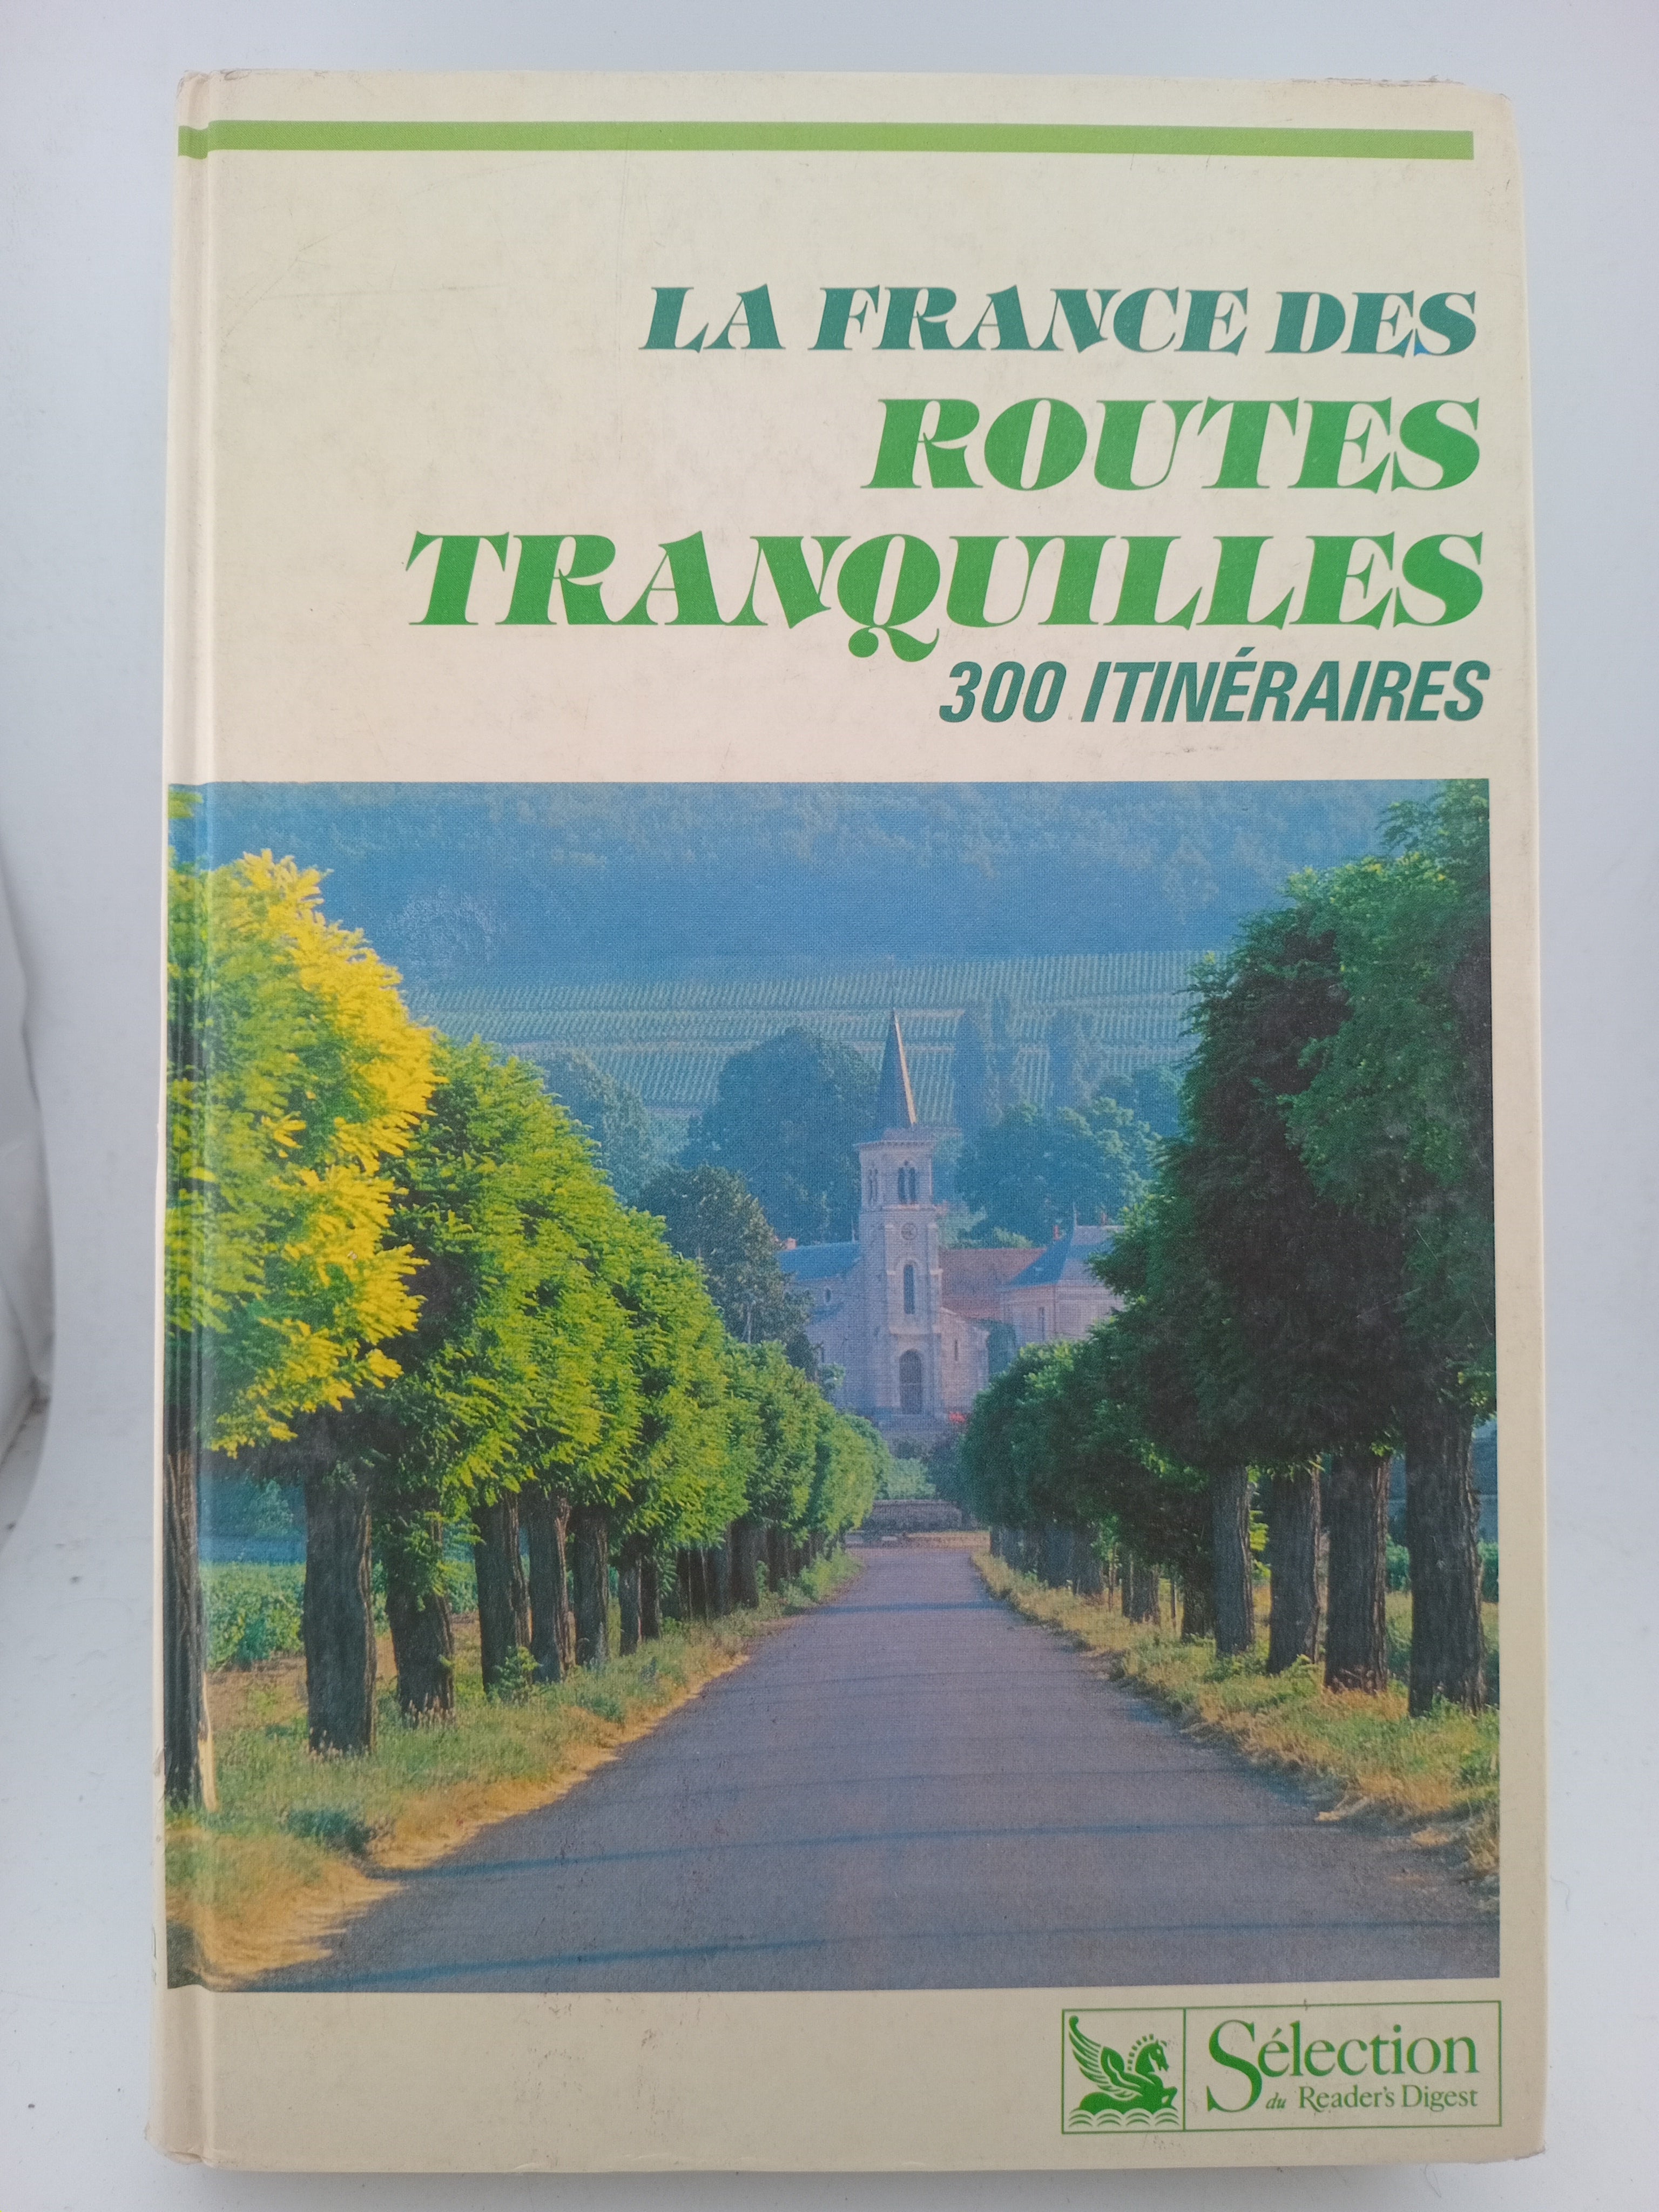 LA FRANCE DES
ROUTES
TRANQUILLES
300 ITINÉRAIRES
Sélection
du Reader's Digest